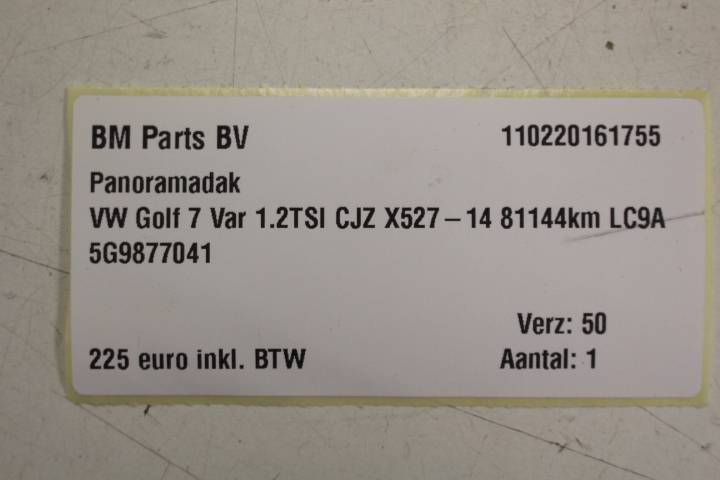 BM Parts BV 110220161755
Panoramadak
VW Golf 7 Var 1.2TSI CJZ X527-14 81144km LC9A
5G9877041
Verz: 50
225 euro inkl. BTW Aantal: 1